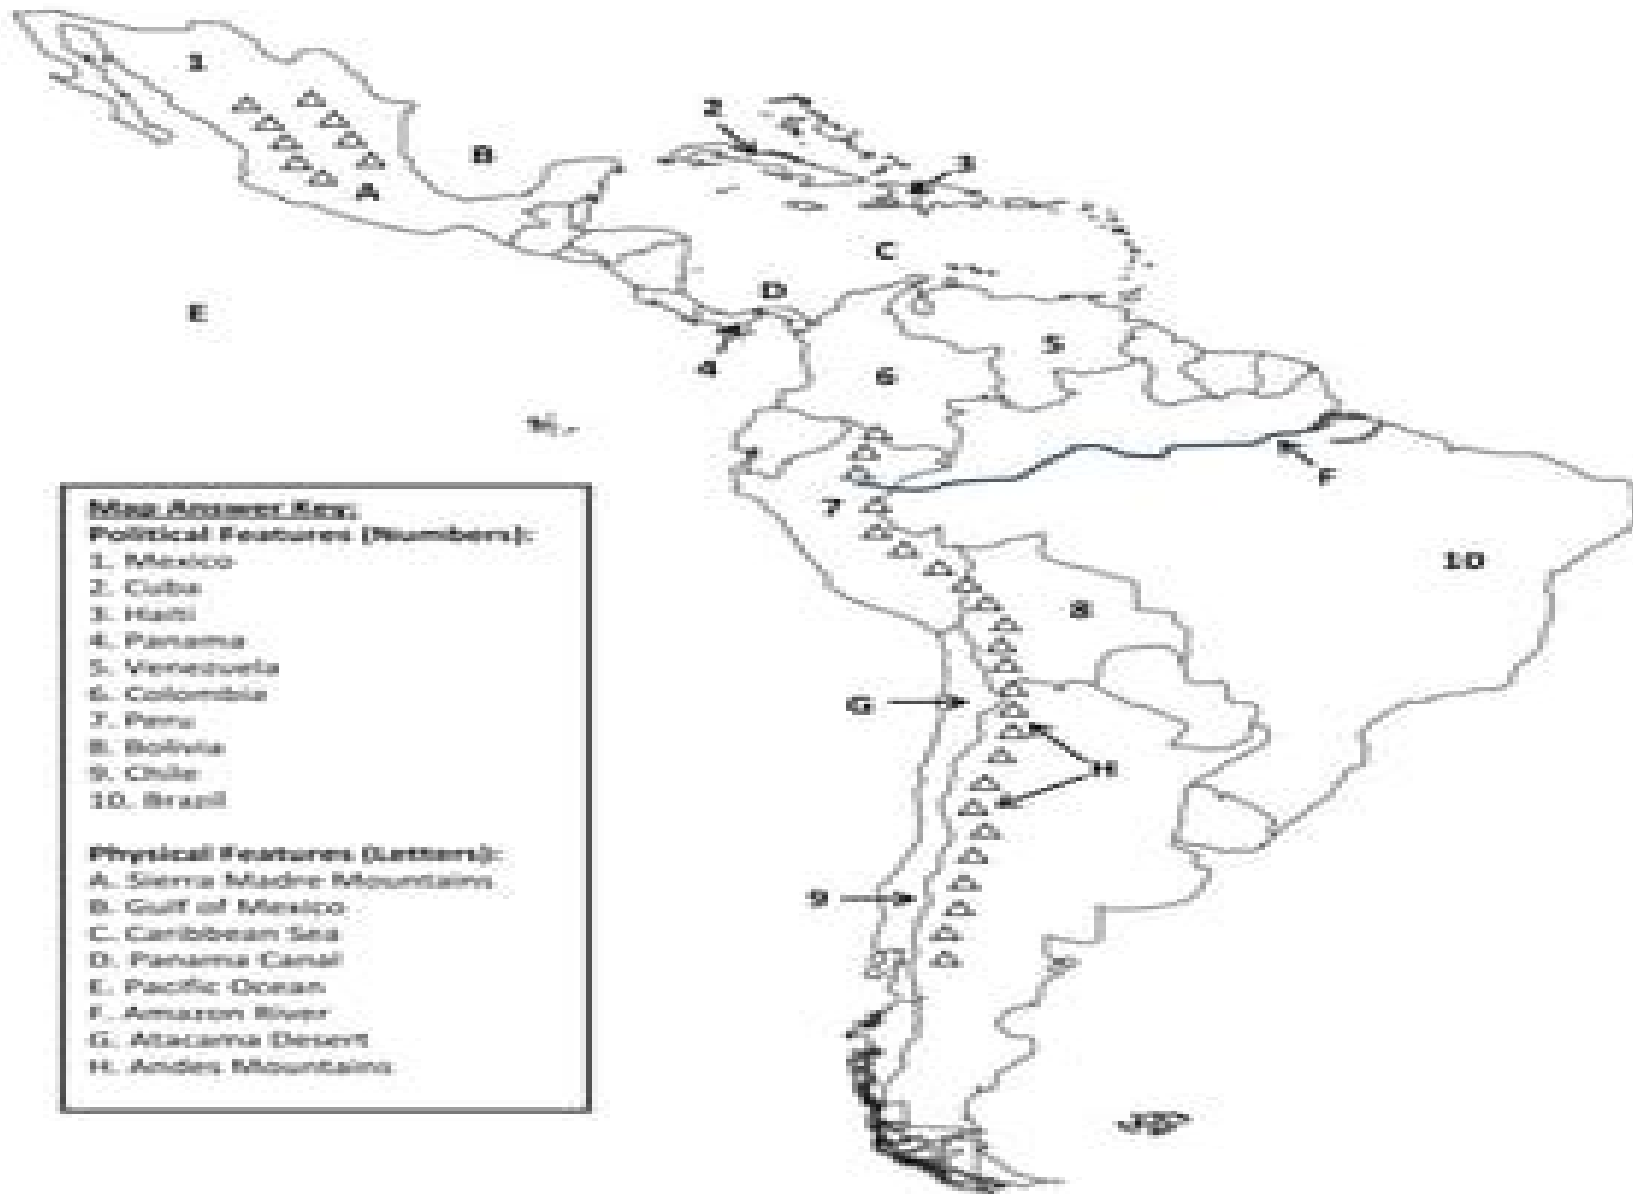 1
2
B
3
A
C
D
E
5
4
6
F
7
10
8
G
H
9
Map Answer Key:
Political Features (Numbers):
1. Mexico
2. Cuba
3. Haiti
4. Panama
5. Venezuela
6. Colombia
7. Peru
8. Bolivia
9. Chile
10. Brazil
Physical Features (Letters):
A. Sierra Madre Mountains
B. Gulf of Mexico
C. Caribbean Sea
D. Panama Canal
E. Pacific Ocean
F. Amazon River
G. Atacama Desert
H. Andes Mountains